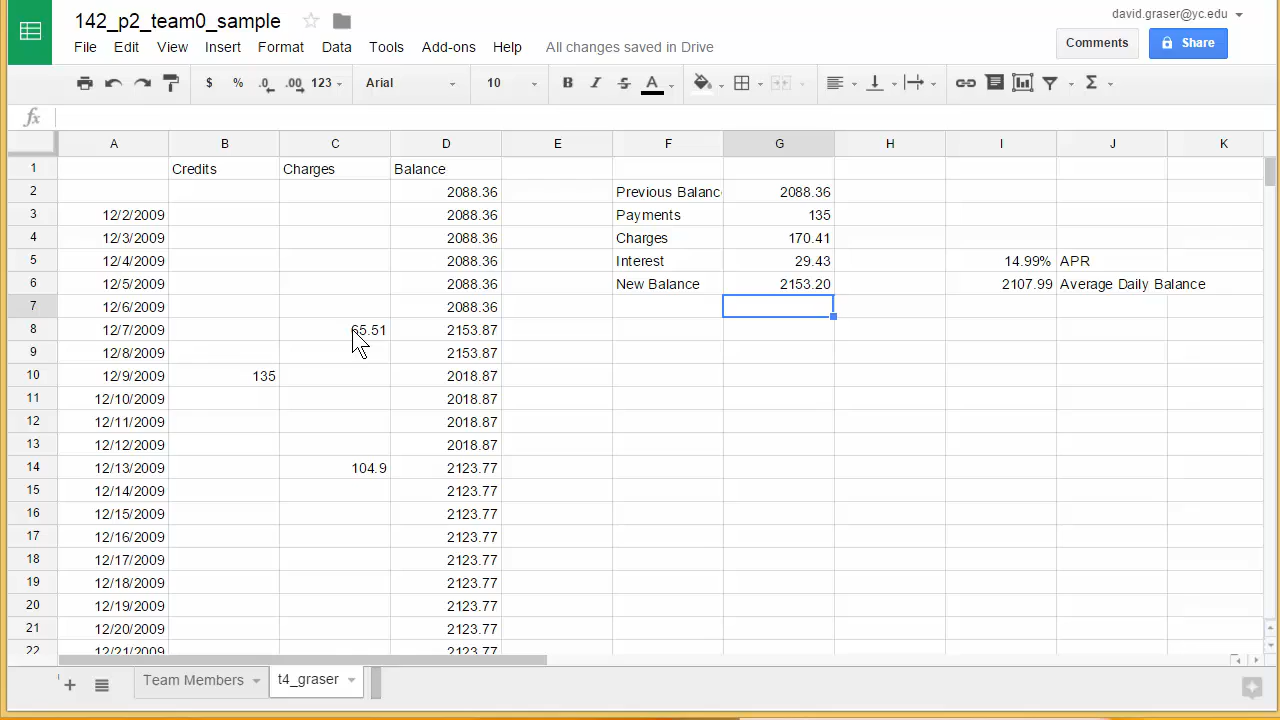 142_p2_team0_sample
david.graser@yc.edu
File Edit View Insert Format Data Tools Add-ons Help All changes saved in Drive
Comments Share
$ % .0 .00 123 Arial 10 B I S A Σ
fx
A B C D E F G H I J K
1 Credits Charges Balance
2 2088.36 Previous Balanc 2088.36
3 12/2/2009 2088.36 Payments 135
4 12/3/2009 2088.36 Charges 170.41
5 12/4/2009 2088.36 Interest 29.43 14.99% APR
6 12/5/2009 2088.36 New Balance 2153.20 2107.99 Average Daily Balance
7 12/6/2009 2088.36
8 12/7/2009 65.51 2153.87
9 12/8/2009 2153.87
10 12/9/2009 135 2018.87
11 12/10/2009 2018.87
12 12/11/2009 2018.87
13 12/12/2009 2018.87
14 12/13/2009 104.9 2123.77
15 12/14/2009 2123.77
16 12/15/2009 2123.77
17 12/16/2009 2123.77
18 12/17/2009 2123.77
19 12/18/2009 2123.77
20 12/19/2009 2123.77
21 12/20/2009 2123.77
22 12/21/2009 2123.77
+ Team Members t4_graser